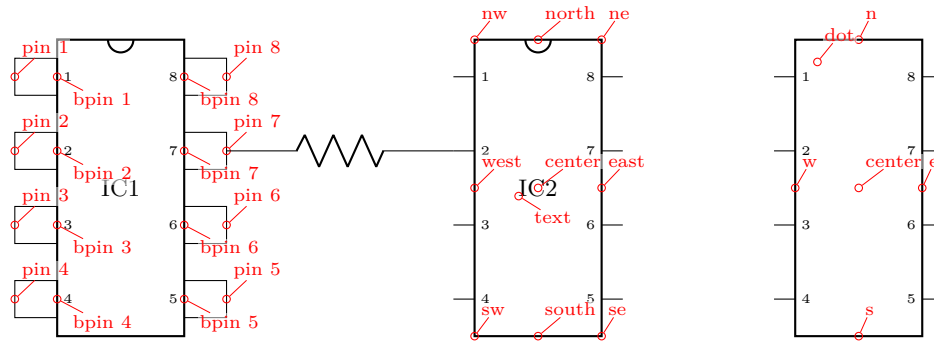 nw north ne
n
pin 1 pin 8
dot
1 8 1 8 1
bpin 1 bpin 8
pin 2 pin 7
2 7 2 7 2
bpin 2 bpin 7
west center east
w center e
IC1 IC2
pin 3 pin 6
text
3 6 3 6 3
bpin 3 bpin 6
pin 4 pin 5
4 5 4 5 4
bpin 4 bpin 5
sw south se
s
8
7
6
5